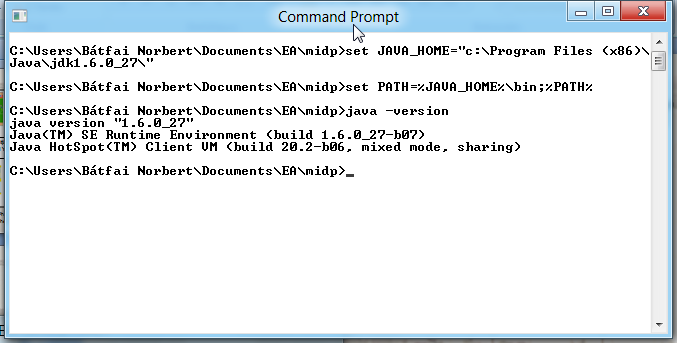 Command Prompt
C:\Users\Bátfai Norbert\Documents\EA\midp>set JAVA_HOME="c:\Program Files (x86)\
Java\jdk1.6.0_27\"
C:\Users\Bátfai Norbert\Documents\EA\midp>set PATH=%JAVA_HOME%\bin;%PATH%
C:\Users\Bátfai Norbert\Documents\EA\midp>java -version
java version "1.6.0_27"
Java(TM) SE Runtime Environment (build 1.6.0_27-b07)
Java HotSpot(TM) Client VM (build 20.2-b06, mixed mode, sharing)
C:\Users\Bátfai Norbert\Documents\EA\midp>_